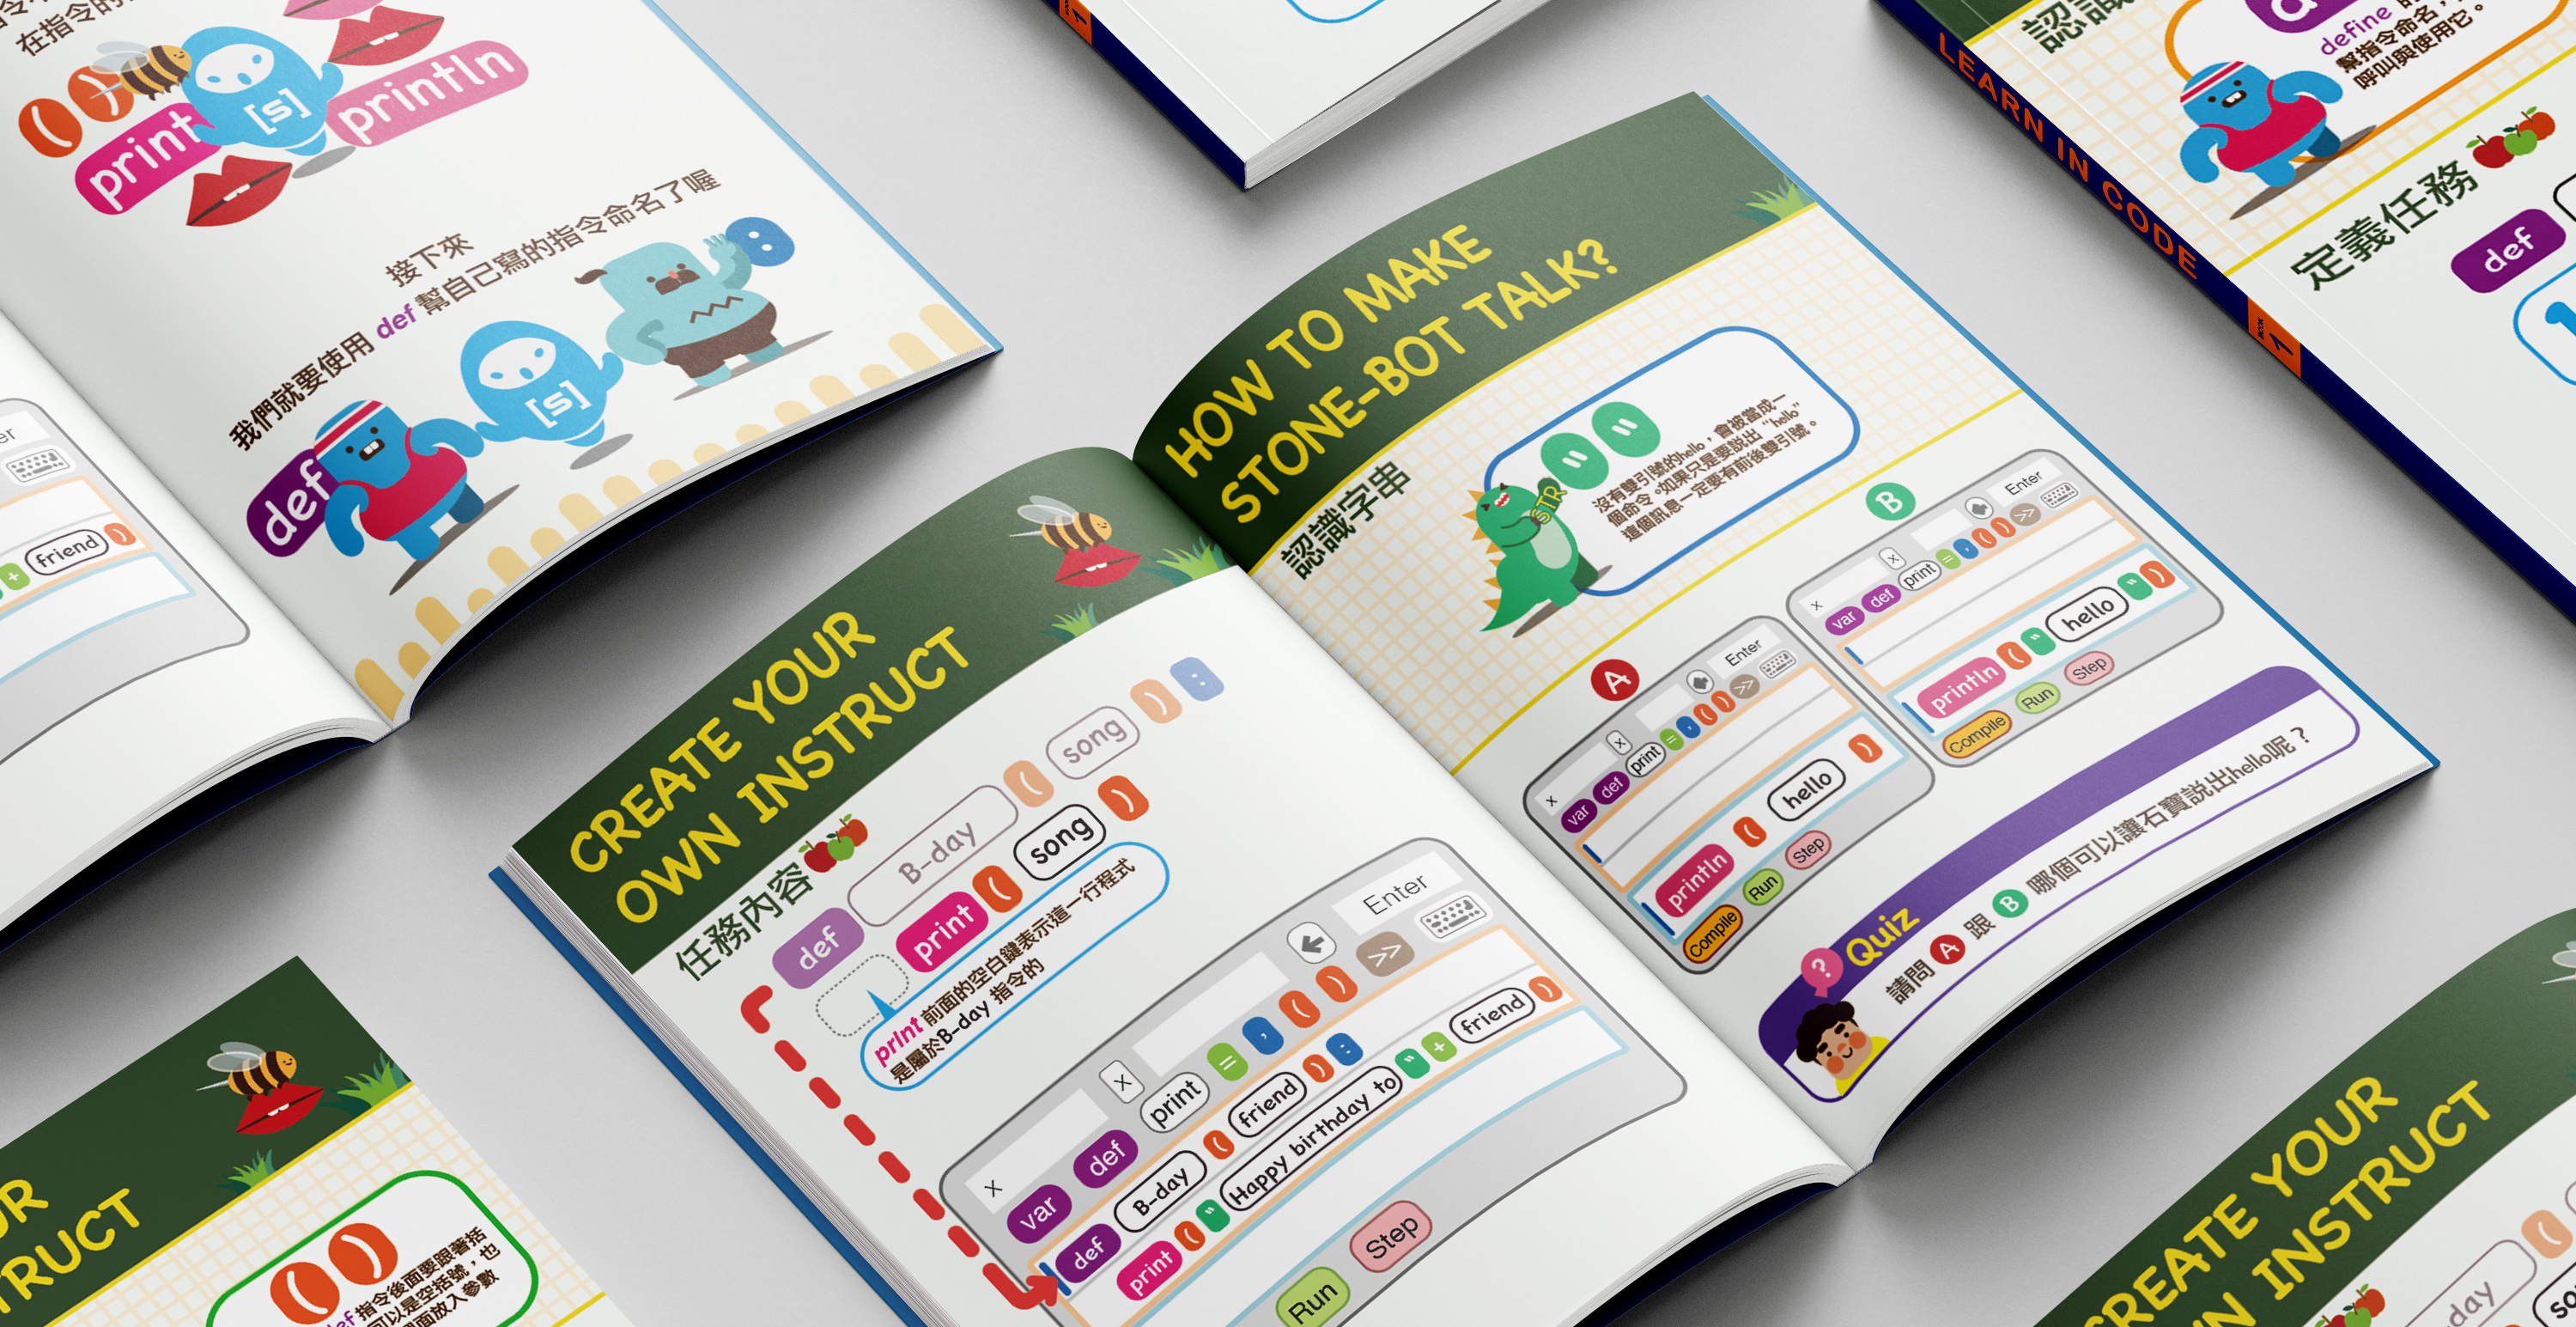 在指令的
print
[s]
println
接下來
我們就要使用 def 幫自己寫的指令命名了喔
def
[s]
:
friend
)
+
LEARN IN CODE
BOOK
1
define
幫指令命名，
呼叫與使用它。
定義任務
def
HOW TO MAKE
STONE-BOT TALK?
認識字串
STR
沒有雙引號的hello，會被當成一
個命令。如果只是要說出 “hello”
這個訊息一定要有前後雙引號。
A
Enter
x
x
var def print = , ( ) >>
println ( hello )
Compile Run Step
B
Enter
x
x
var def print = , ( ) >>
println ( " hello " )
Compile Run Step
? Quiz
請問 A 跟 B 哪個可以讓石寶說出hello呢？
CREATE YOUR
OWN INSTRUCT
任務內容
def B-day ( song ) :
print ( song )
print 前面的空白鍵表示這一行程式
是屬於B-day 指令的
Enter
x
x
var def print = , ( ) >>
def B-day ( friend ) :
print ( " Happy birthday to " + friend )
Run Step
( )
def 指令後面要跟著括
可以是空括號，也
面放入參數
CREATE YOUR
OWN INSTRUCT